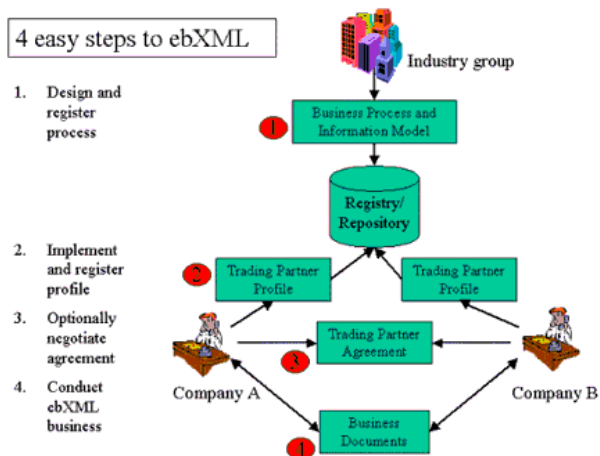 4 easy steps to ebXML
Industry group
1. Design and
register
process
1
Business Process and
Information Model
Registry/
Repository
2. Implement
and register
profile
2
Trading Partner
Profile
Trading Partner
Profile
3. Optionally
negotiate
agreement
3
Trading Partner
Agreement
Company A
Company B
4. Conduct
ebXML
business
4
Business
Documents